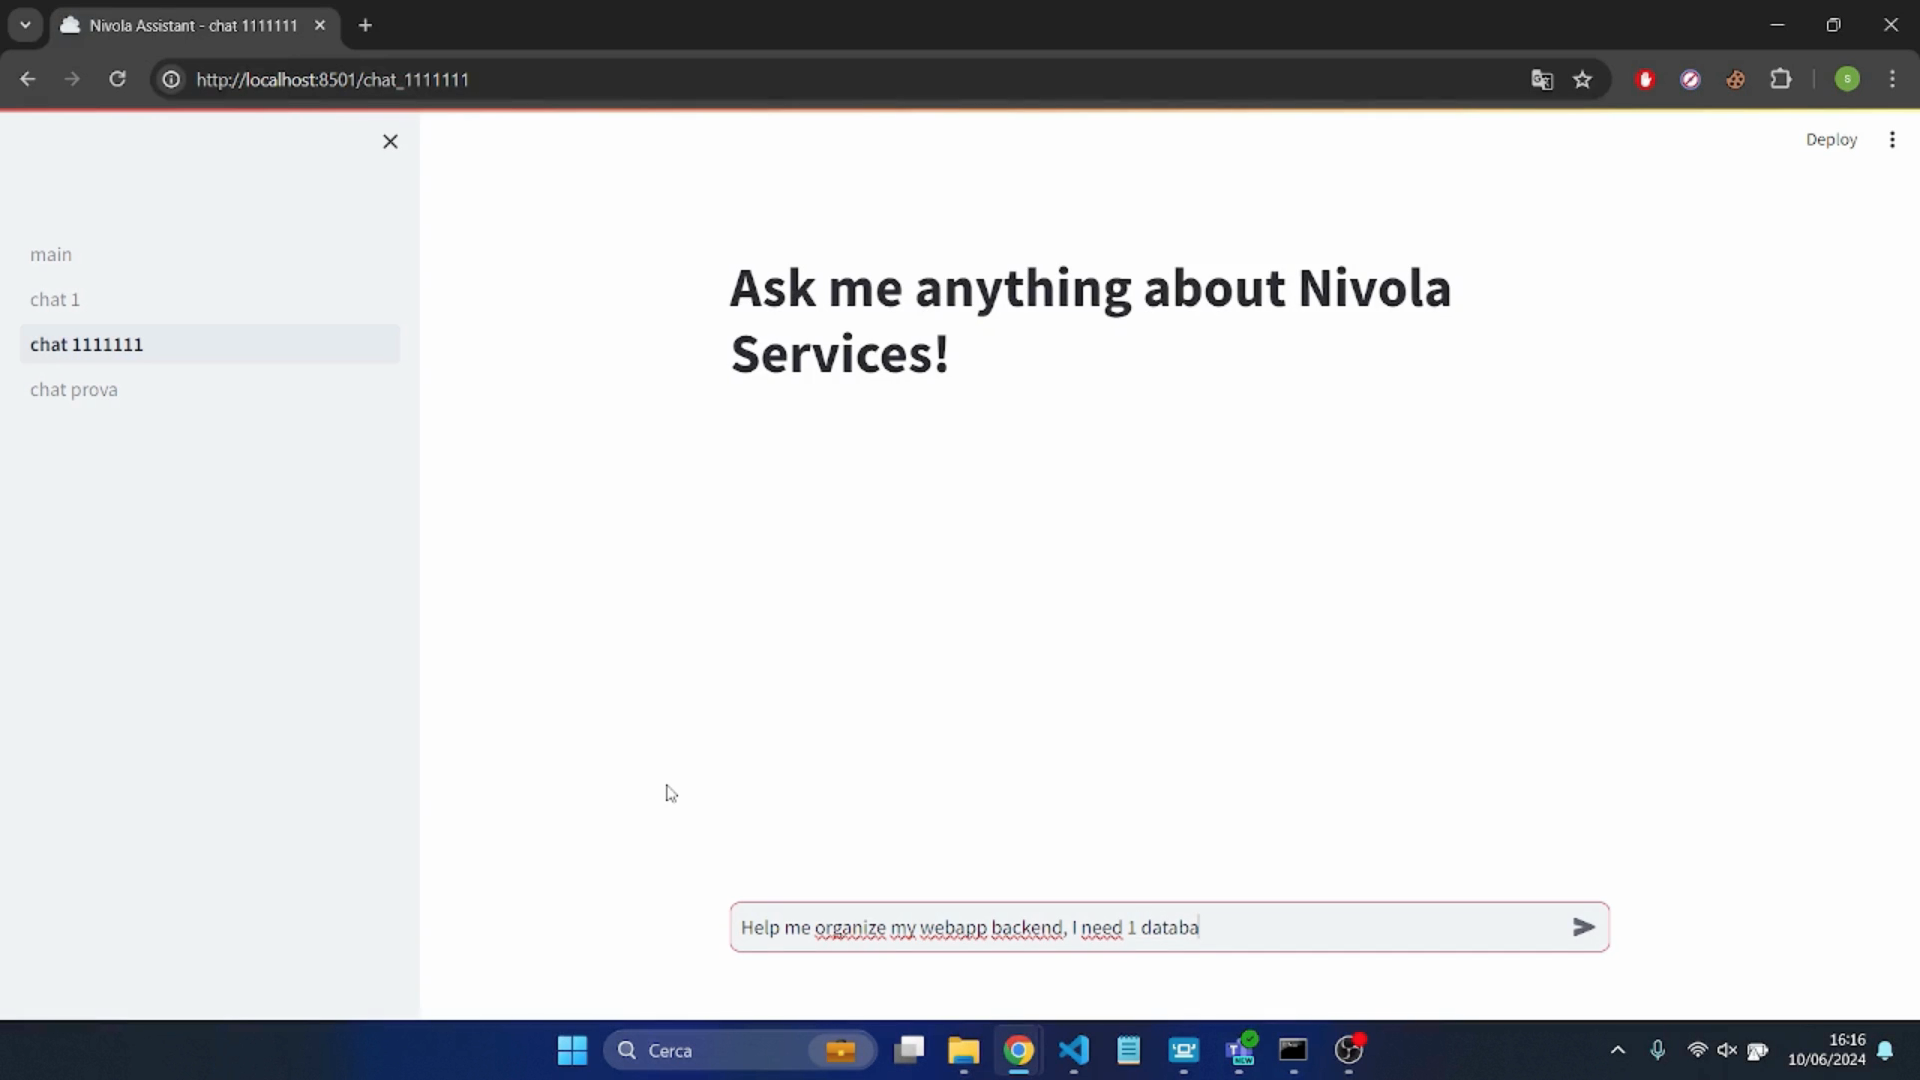 Nivola Assistant - chat 1111111
http://localhost:8501/chat_1111111
S
Deploy
main
chat 1
chat 1111111
chat prova
Ask me anything about Nivola
Services!
Help me organize my webapp backend, I need 1 databa
Cerca
NEW
16:16
10/06/2024